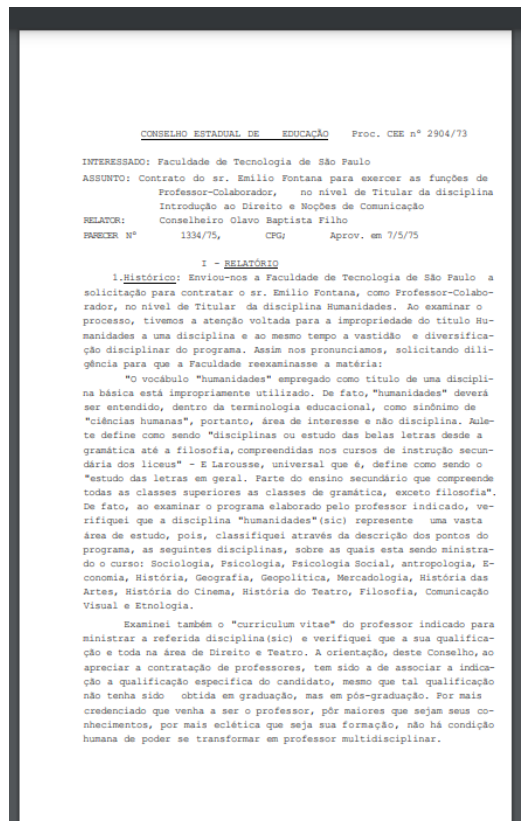 CONSELHO ESTADUAL DE EDUCAÇÃO Proc. CEE nº 2904/73
INTERESSADO: Faculdade de Tecnologia de São Paulo
ASSUNTO: Contrato do sr. Emilio Fontana para exercer as funções de
Professor-Colaborador, no nível de Titular da disciplina
Introdução ao Direito e Noções de Comunicação
RELATOR: Conselheiro Olavo Baptista Filho
PARECER Nº 1334/75, CPG; Aprov. em 7/5/75
I - RELATÓRIO
1.Histórico: Enviou-nos a Faculdade de Tecnologia de São Paulo a
solicitação para contratar o sr. Emilio Fontana, como Professor-Colabo-
rador, no nível de Titular da disciplina Humanidades. Ao examinar o
processo, tivemos a atenção voltada para a impropriedade do titulo Hu-
manidades a uma disciplina e ao mesmo tempo a vastidão e diversifica-
ção disciplinar do programa. Assim nos pronunciamos, solicitando dili-
gência para que a Faculdade reexaminasse a matéria:
"O vocábulo "humanidades" empregado como título de uma discipli-
na básica está impropriamente utilizado. De fato,"humanidades" deverá
ser entendido, dentro da terminologia educacional, como sinônimo de
"ciências humanas", portanto, área de interesse e não disciplina. Aule-
te define como sendo "disciplinas ou estudo das belas letras desde a
gramática até a filosofia,compreendidas nos cursos de instrução secun-
dária dos liceus" - E Larousse, universal que é, define como sendo o
"estudo das letras em geral. Parte do ensino secundário que compreende
todas as classes superiores as classes de gramática, exceto filosofia".
De fato, ao examinar o programa elaborado pelo professor indicado, ve-
rifiquei que a disciplina "humanidades"(sic) represente uma vasta
área de estudo, pois, classifiquei através da descrição dos pontos do
programa, as seguintes disciplinas, sobre as quais esta sendo ministra-
do o curso: Sociologia, Psicologia, Psicologia Social, antropologia, E-
conomia, História, Geografia, Geopolítica, Mercadologia, História das
Artes, História do Cinema, História do Teatro, Filosofia, Comunicação
Visual e Etnologia.
Examinei também o "curriculum vitae" do professor indicado para
ministrar a referida disciplina(sic) e verifiquei que a sua qualifica-
ção e toda na área de Direito e Teatro. A orientação, deste Conselho,ao
apreciar a contratação de professores, tem sido a de associar a indica-
ção a qualificação especifica do candidato, mesmo que tal qualificação
não tenha sido obtida em graduação, mas em pós-graduação. Por mais
credenciado que venha a ser o professor, pôr maiores que sejam seus co-
nhecimentos, por mais eclética que seja sua formação, não há condição
humana de poder se transformar em professor multidisciplinar.